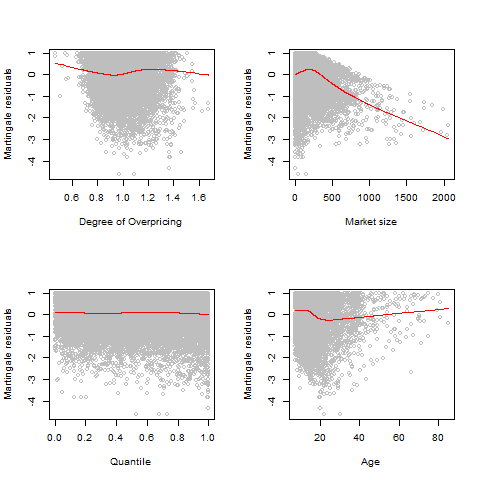 Martingale residuals
1
0
-1
-2
-3
-4
0.6 0.8 1.0 1.2 1.4 1.6
Degree of Overpricing
Martingale residuals
1
0
-1
-2
-3
-4
0 500 1000 1500 2000
Market size
Martingale residuals
1
0
-1
-2
-3
-4
0.0 0.2 0.4 0.6 0.8 1.0
Quantile
Martingale residuals
1
0
-1
-2
-3
-4
20 40 60 80
Age